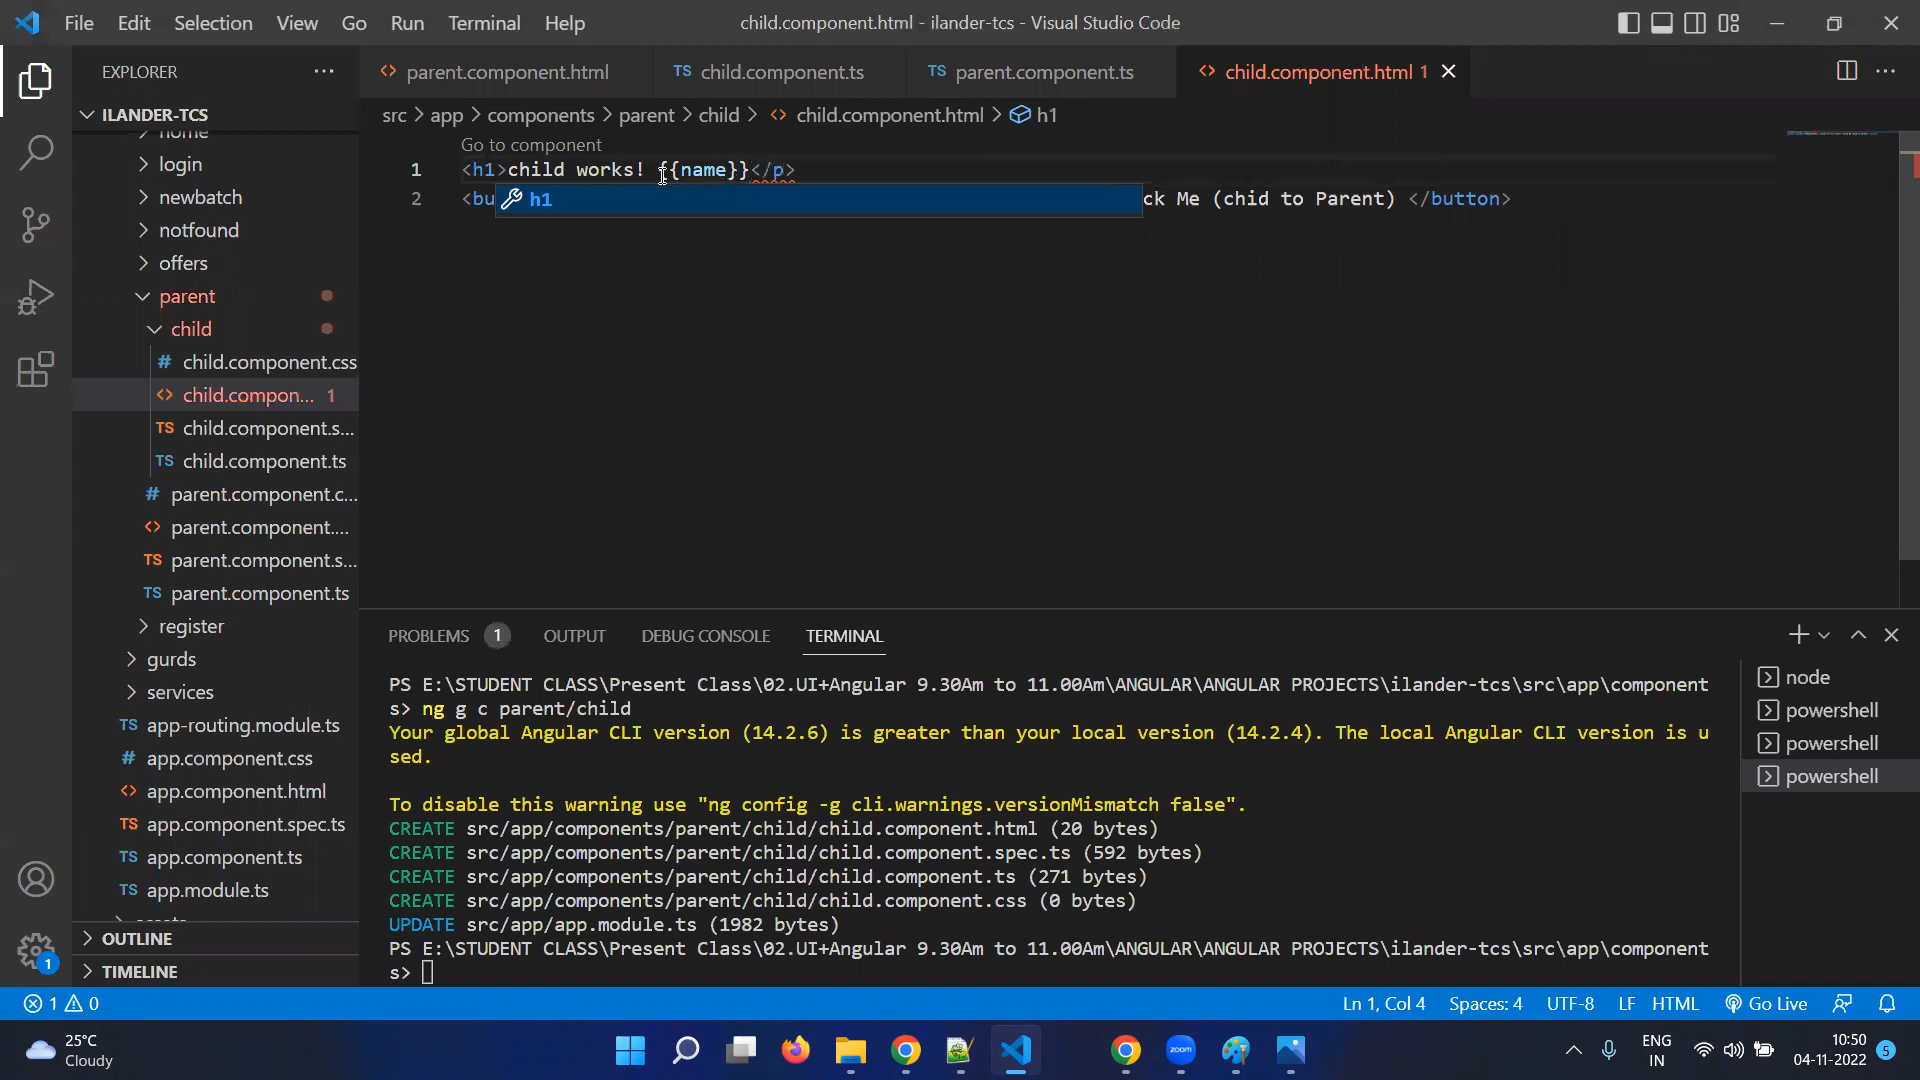 File Edit Selection View Go Run Terminal Help child.component.html - ilander-tcs - Visual Studio Code
EXPLORER
parent.component.html
TS child.component.ts
TS parent.component.ts
child.component.html 1
ILANDER-TCS
src > app > components > parent > child > child.component.html > h1
home
login
newbatch
notfound
offers
parent
child
# child.component.css
child.compon... 1
TS child.component.s...
TS child.component.ts
# parent.component.c...
parent.component....
TS parent.component.s...
TS parent.component.ts
register
gurds
services
TS app-routing.module.ts
# app.component.css
app.component.html
TS app.component.spec.ts
TS app.component.ts
TS app.module.ts
OUTLINE
TIMELINE
Go to component
1 <h1>child works! {{name}}</p>
h1
2 <bu ck Me (chid to Parent) </button>
PROBLEMS 1 OUTPUT DEBUG CONSOLE TERMINAL
PS E:\STUDENT CLASS\Present Class\02.UI+Angular 9.30Am to 11.00Am\ANGULAR\ANGULAR PROJECTS\ilander-tcs\src\app\component
s> ng g c parent/child
Your global Angular CLI version (14.2.6) is greater than your local version (14.2.4). The local Angular CLI version is u
sed.
To disable this warning use "ng config -g cli.warnings.versionMismatch false".
CREATE src/app/components/parent/child/child.component.html (20 bytes)
CREATE src/app/components/parent/child/child.component.spec.ts (592 bytes)
CREATE src/app/components/parent/child/child.component.ts (271 bytes)
CREATE src/app/components/parent/child/child.component.css (0 bytes)
UPDATE src/app/app.module.ts (1982 bytes)
PS E:\STUDENT CLASS\Present Class\02.UI+Angular 9.30Am to 11.00Am\ANGULAR\ANGULAR PROJECTS\ilander-tcs\src\app\component
s>
node
powershell
powershell
powershell
1
1 0
Ln 1, Col 4 Spaces: 4 UTF-8 LF HTML Go Live
25°C
Cloudy
zoom
ENG
IN
10:50
04-11-2022
5